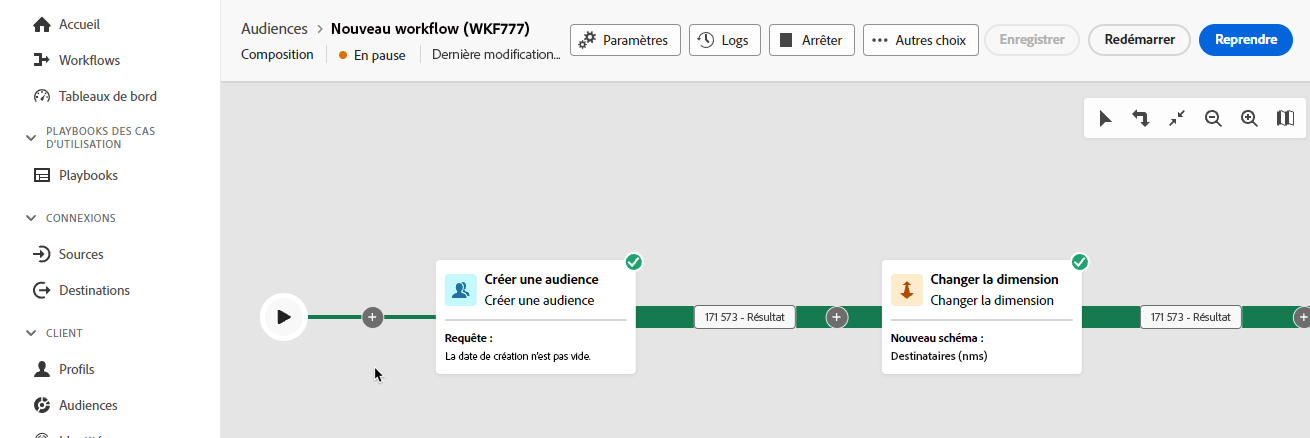 Accueil
Workflows
Tableaux de bord
PLAYBOOKS DES CAS
D'UTILISATION
Playbooks
CONNEXIONS
Sources
Destinations
CLIENT
Profils
Audiences
Audiences > Nouveau workflow (WKF777)
Composition En pause Dernière modification...
Paramètres Logs Arrêter Autres choix Enregistrer Redémarrer Reprendre
Créer une audience
Créer une audience
Requête :
La date de création n'est pas vide.
171 573 - Résultat
Changer la dimension
Changer la dimension
Nouveau schéma :
Destinataires (nms)
171 573 - Résultat